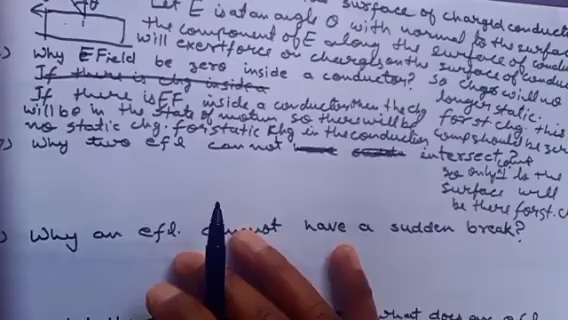 surface of charged conduct
Let E is at an angle θ with normal to the surface
the component of E along the surface of condu
will exert force on charges on the surface of conduc
Why E Field be zero inside a conductor? so chgs will no
If there is chg inside a longer static.
If there is EF inside a conductor then the chg for st chg. this
will be in the state of motion, so there will be comp should be zero
no static chg. for static chg in the conductor
Why two efl can not intersect?
so only ⊥ to the
surface will
be there for st. c
Why an efl. cannot have a sudden break?
what does an efl